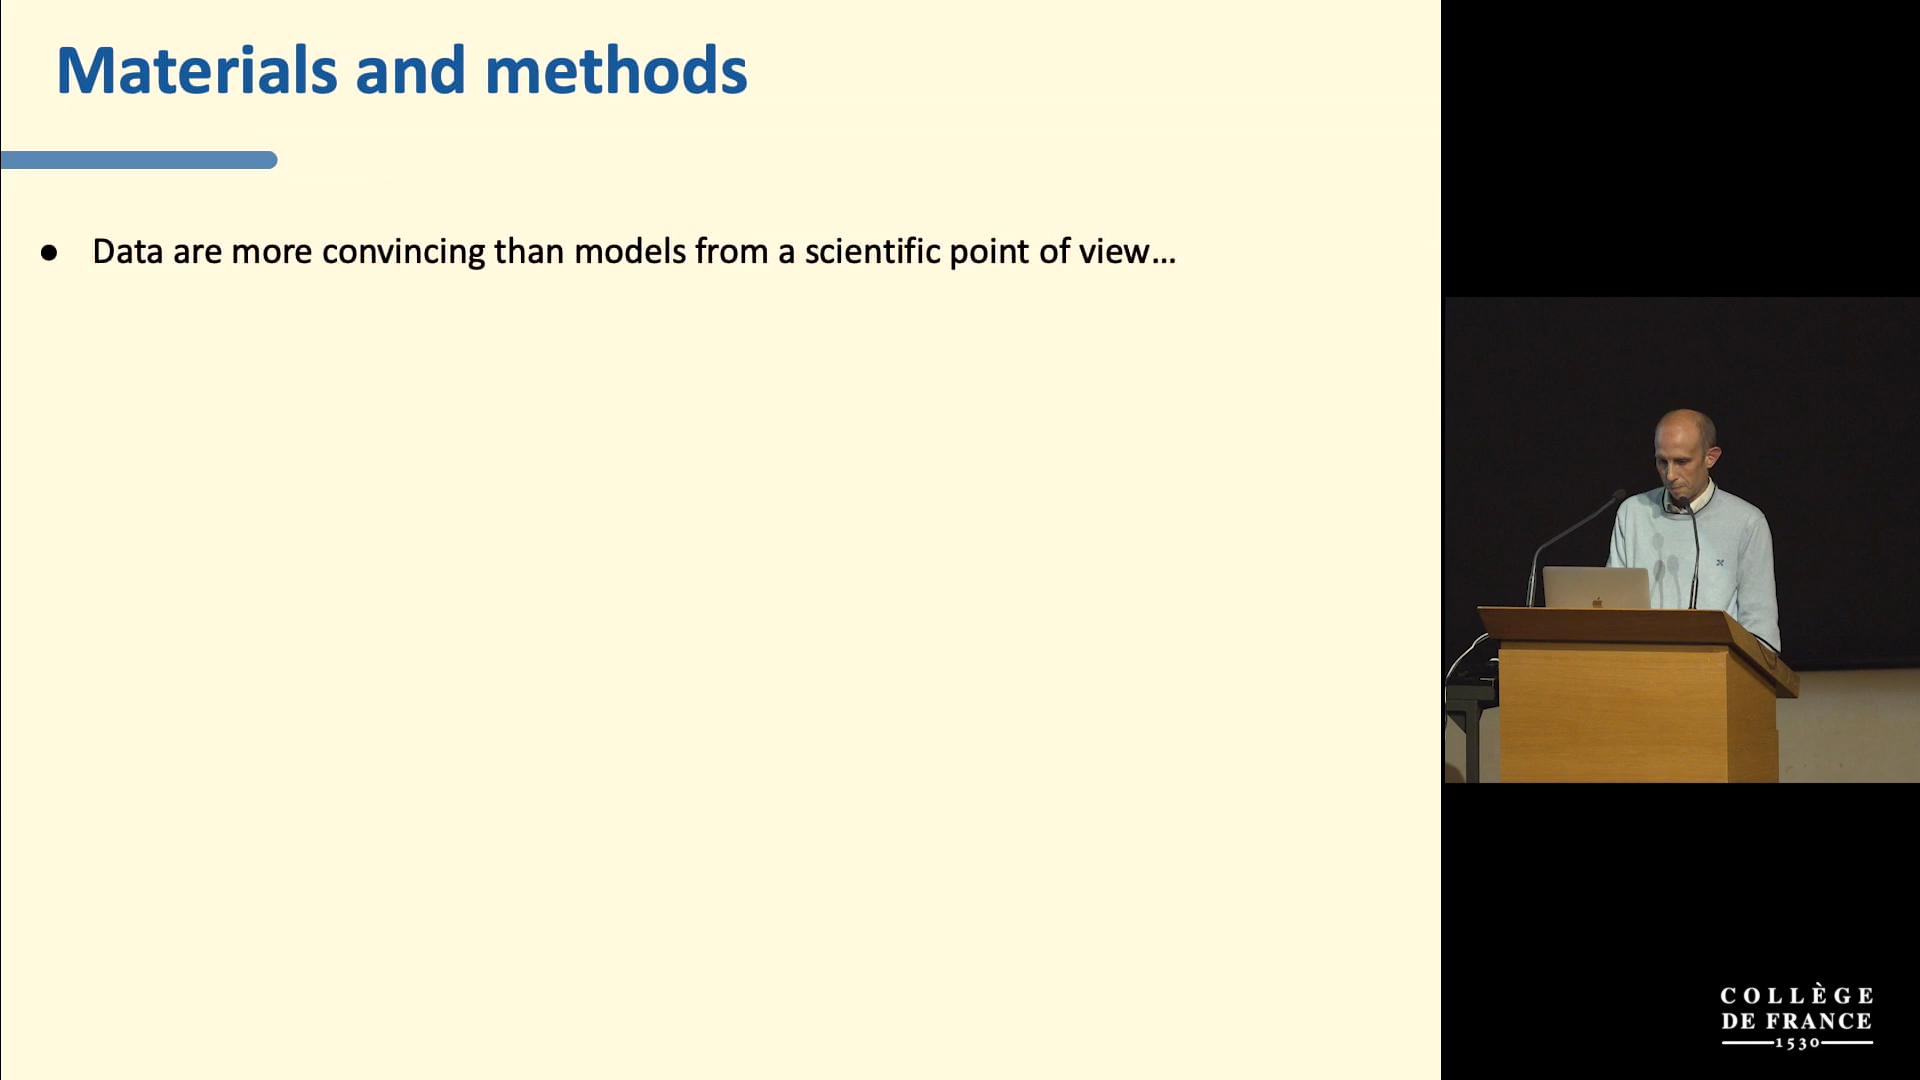 Materials and methods
● Data are more convincing than models from a scientific point of view...
COLLÈGE
DE FRANCE
1530